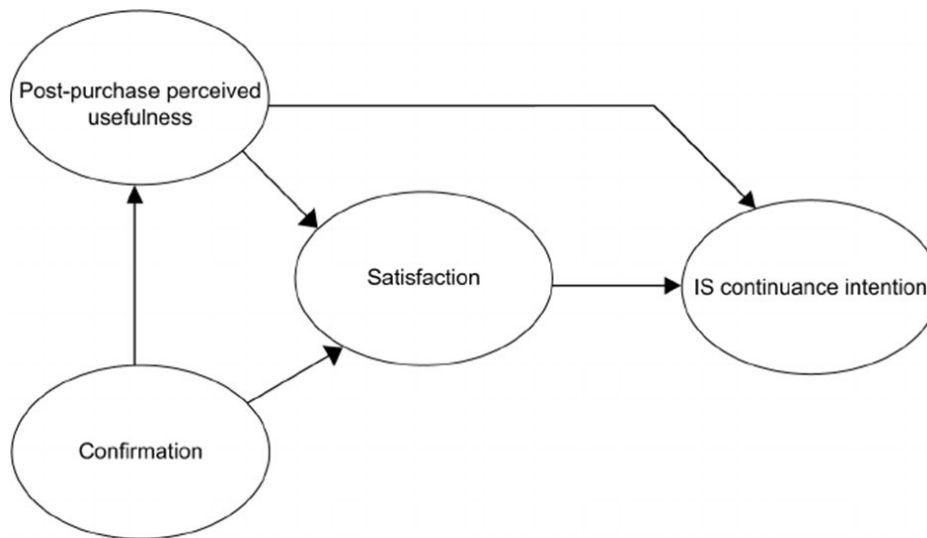 Post-purchase perceived
usefulness
Satisfaction
IS continuance intention
Confirmation